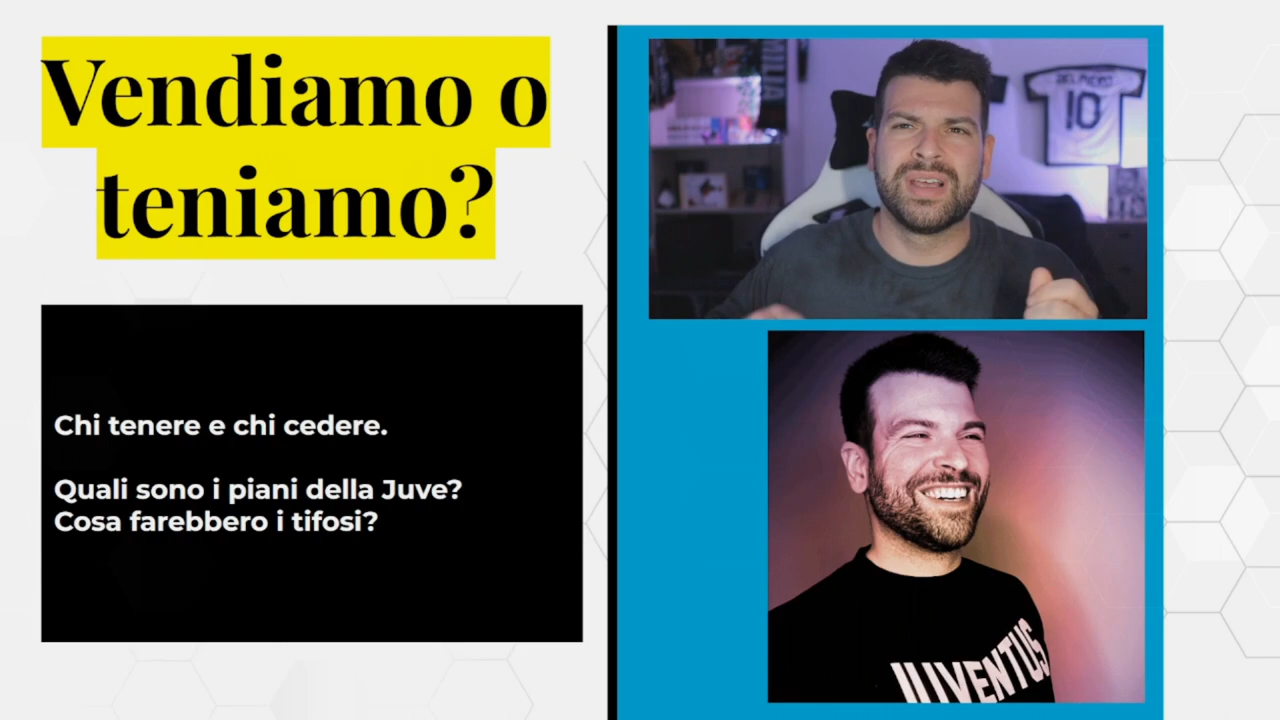 Vendiamo o
teniamo?
Chi tenere e chi cedere.
Quali sono i piani della Juve?
Cosa farebbero i tifosi?
DEL PIERO
10
JUVENTUS